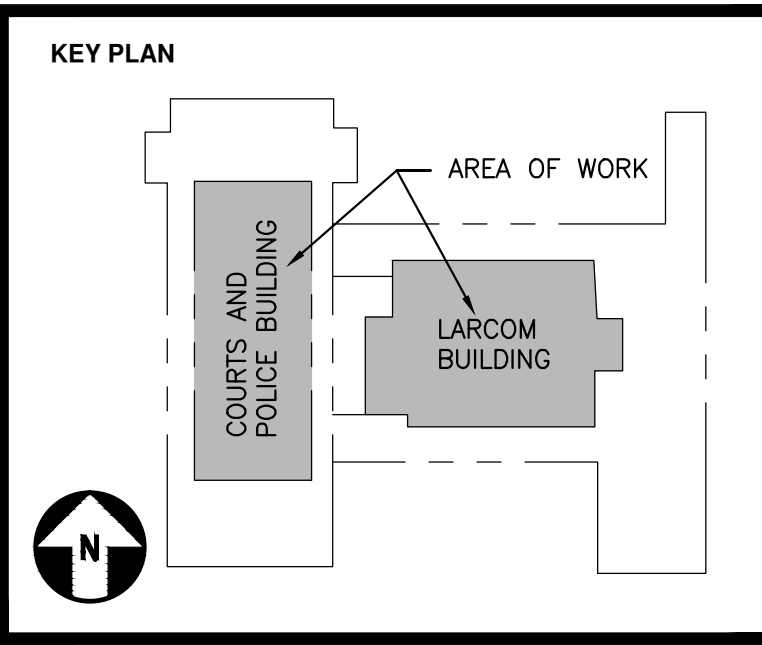 KEY PLAN
AREA OF WORK
COURTS AND
POLICE BUILDING
LARCOM
BUILDING
N